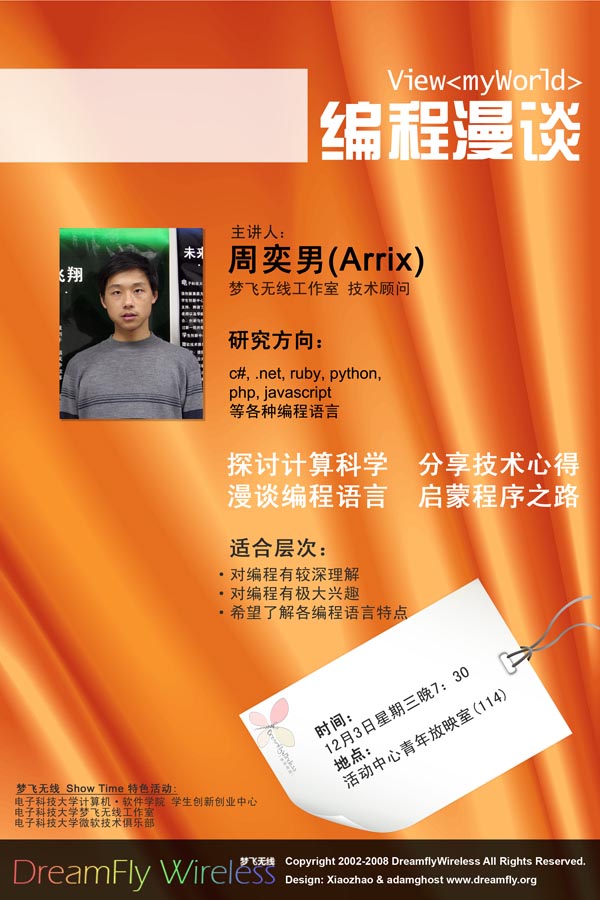 View<myWorld>
编程漫谈
主讲人：
周奕男(Arrix)
梦飞无线工作室 技术顾问
飞翔
未来
研究方向：
c#, .net, ruby, python,
php, javascript
等各种编程语言
探讨计算科学 分享技术心得
漫谈编程语言 启蒙程序之路
适合层次：
• 对编程有较深理解
• 对编程有极大兴趣
• 希望了解各编程语言特点
时间：
12月3日星期三晚7：30
地点：
活动中心青年放映室(114)
DreamflyWireless
梦飞无线 Show Time 特色活动：
电子科技大学计算机·软件学院 学生创新创业中心
电子科技大学梦飞无线工作室
电子科技大学微软技术俱乐部
DreamFly Wireless
梦飞无线
Copyright 2002-2008 DreamflyWireless All Rights Reserved.
Design: Xiaozhao & adamghost www.dreamfly.org